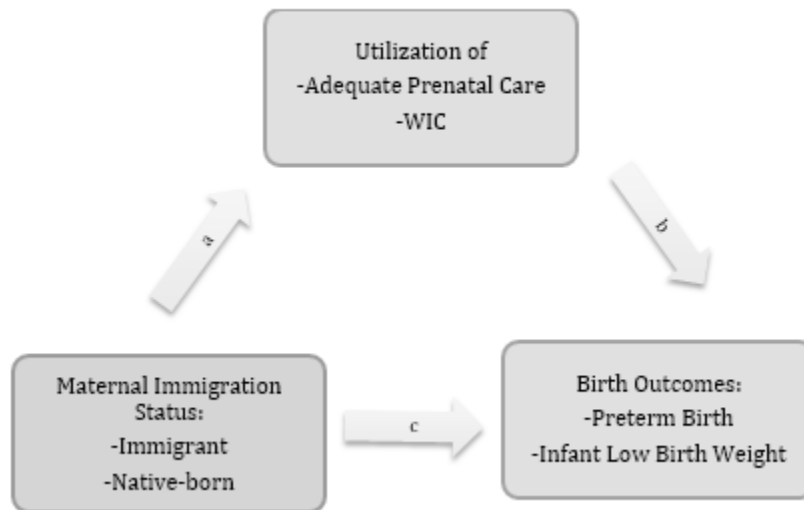 Utilization of
-Adequate Prenatal Care
-WIC
a
b
Maternal Immigration
Status:
-Immigrant
-Native-born
c
Birth Outcomes:
-Preterm Birth
-Infant Low Birth Weight